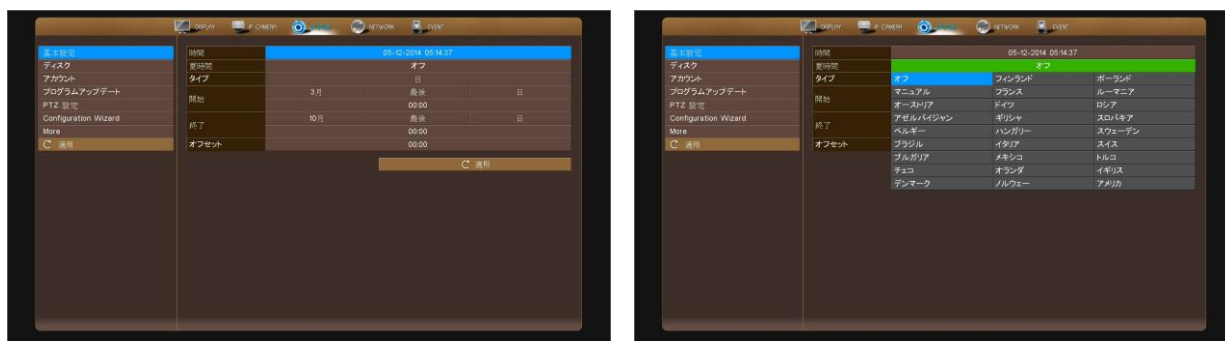 DISPLAY IP CAMERA SYSTEM NETWORK EVENT
基本設定
ディスク
アカウント
プログラムアップデート
PTZ 設定
Configuration Wizard
More
適用
時間 05-12-2014 05:14:37
夏時間 オフ
タイプ 日
開始 3月 最後 日
00:00
終了 10月 最後 日
00:00
オフセット 00:00
適用
DISPLAY IP CAMERA SYSTEM NETWORK EVENT
基本設定
ディスク
アカウント
プログラムアップデート
PTZ 設定
Configuration Wizard
More
適用
時間 05-12-2014 05:14:37
夏時間 オフ
タイプ
開始
終了
オフセット
オフ フィンランド ポーランド
マニュアル フランス ルーマニア
オーストリア ドイツ ロシア
アゼルバイジャン ギリシャ スロバキア
ベルギー ハンガリー スウェーデン
ブラジル イタリア スイス
ブルガリア メキシコ トルコ
チェコ オランダ イギリス
デンマーク ノルウェー アメリカ